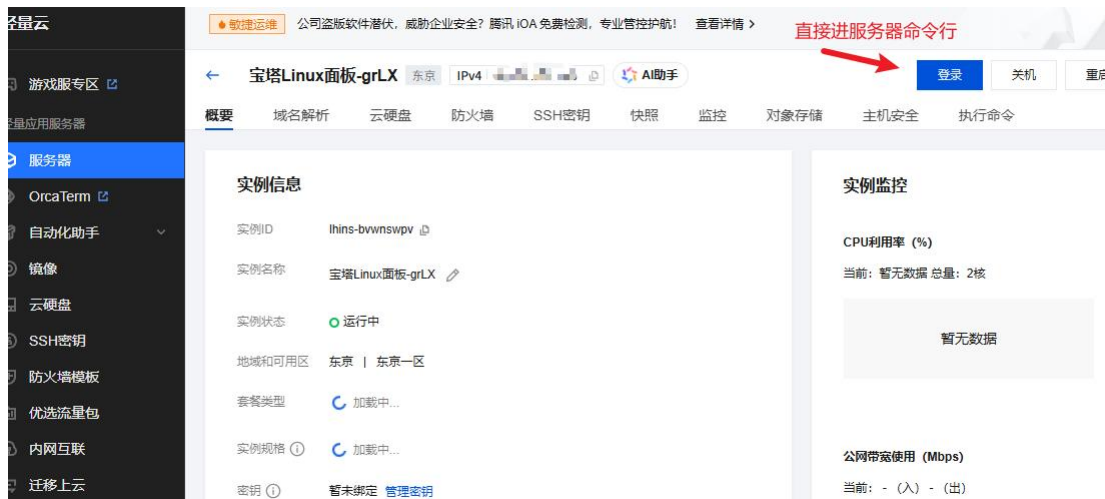 轻量云
敏捷运维 公司盗版软件潜伏，威胁企业安全？腾讯 iOA 免费检测，专业管控护航！ 查看详情 >
直接进服务器命令行
游戏服专区
轻量应用服务器
服务器
OrcaTerm
自动化助手
镜像
云硬盘
SSH密钥
防火墙模板
优选流量包
内网互联
迁移上云
宝塔Linux面板-grLX 东京 IPv4 AI助手 登录 关机
概要 域名解析 云硬盘 防火墙 SSH密钥 快照 监控 对象存储 主机安全 执行命令
实例信息
实例ID lhins-bvwnswpv
实例名称 宝塔Linux面板-grLX
实例状态 运行中
地域和可用区 东京 | 东京一区
套餐类型 加载中...
实例规格 加载中...
密钥 暂未绑定 管理密钥
实例监控
CPU利用率（%）
当前：暂无数据 总量：2核
暂无数据
公网带宽使用（Mbps）
当前：-（入）-（出）